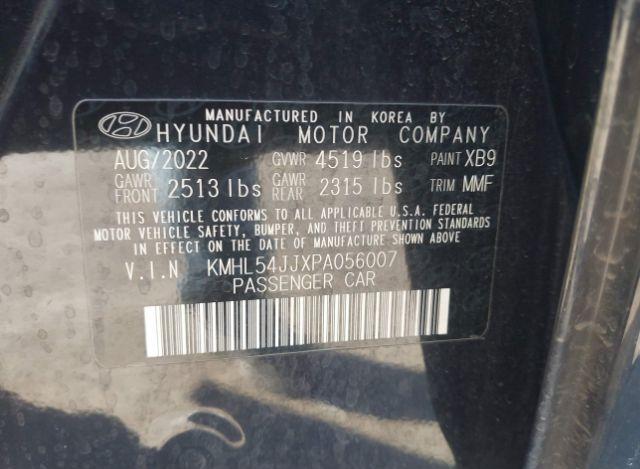 MANUFACTURED IN KOREA BY
HYUNDAI MOTOR COMPANY
AUG/2022 GVWR 4519 lbs PAINT XB9
GAWR FRONT 2513 lbs GAWR REAR 2315 lbs TRIM MMF
THIS VEHICLE CONFORMS TO ALL APPLICABLE U.S.A. FEDERAL
MOTOR VEHICLE SAFETY, BUMPER, AND THEFT PREVENTION STANDARDS
IN EFFECT ON THE DATE OF MANUFACTURE SHOWN ABOVE.
V.I.N KMHL54JJXPA056007
PASSENGER CAR